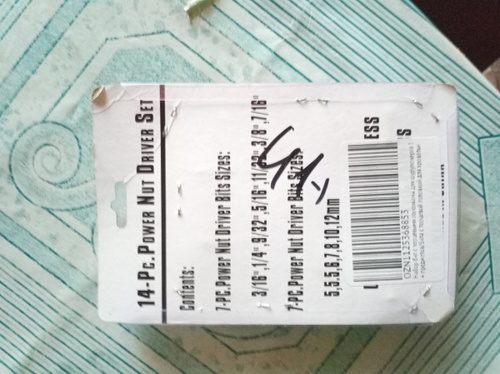 14-Pc.Power Nut Driver Set
Contents:
7-PC.Power Nut Driver Bits Sizes:
3/16",1/4",9/32",5/16",11/32",3/8",7/16"
7-PC.Power Nut Driver Bits Sizes:
5,5.5,6,7,8,10,12mm
ESS
S
OZN1125368853